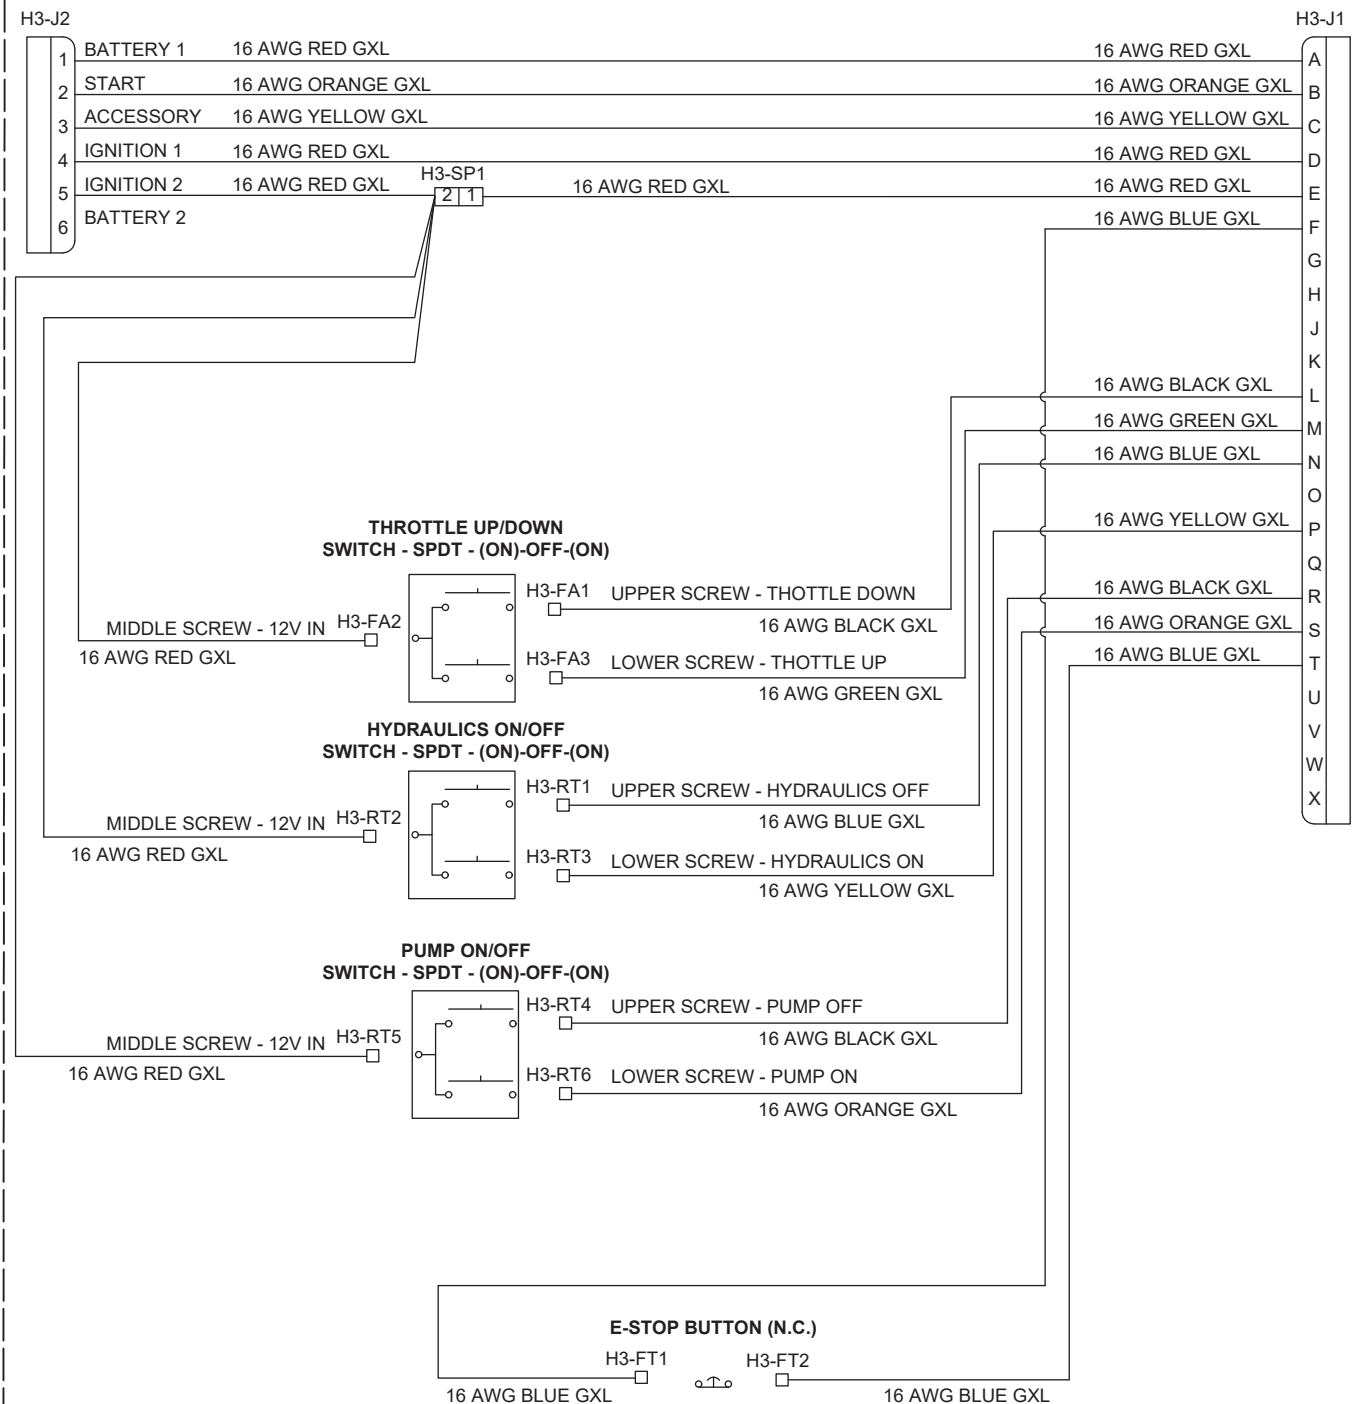 H3-J2
H3-J1
1 BATTERY 1 16 AWG RED GXL 16 AWG RED GXL A
2 START 16 AWG ORANGE GXL 16 AWG ORANGE GXL B
3 ACCESSORY 16 AWG YELLOW GXL 16 AWG YELLOW GXL C
4 IGNITION 1 16 AWG RED GXL 16 AWG RED GXL D
H3-SP1
5 IGNITION 2 16 AWG RED GXL 2 1 16 AWG RED GXL 16 AWG RED GXL E
6 BATTERY 2 16 AWG BLUE GXL F
G
H
J
K
16 AWG BLACK GXL L
16 AWG GREEN GXL M
16 AWG BLUE GXL N
O
16 AWG YELLOW GXL P
Q
16 AWG BLACK GXL R
16 AWG ORANGE GXL S
16 AWG BLUE GXL T
U
V
W
X
THROTTLE UP/DOWN
SWITCH - SPDT - (ON)-OFF-(ON)
H3-FA1 UPPER SCREW - THOTTLE DOWN
16 AWG BLACK GXL
MIDDLE SCREW - 12V IN H3-FA2
16 AWG RED GXL
H3-FA3 LOWER SCREW - THOTTLE UP
16 AWG GREEN GXL
HYDRAULICS ON/OFF
SWITCH - SPDT - (ON)-OFF-(ON)
H3-RT1 UPPER SCREW - HYDRAULICS OFF
16 AWG BLUE GXL
MIDDLE SCREW - 12V IN H3-RT2
16 AWG RED GXL
H3-RT3 LOWER SCREW - HYDRAULICS ON
16 AWG YELLOW GXL
PUMP ON/OFF
SWITCH - SPDT - (ON)-OFF-(ON)
H3-RT4 UPPER SCREW - PUMP OFF
16 AWG BLACK GXL
MIDDLE SCREW - 12V IN H3-RT5
16 AWG RED GXL
H3-RT6 LOWER SCREW - PUMP ON
16 AWG ORANGE GXL
E-STOP BUTTON (N.C.)
H3-FT1 H3-FT2
16 AWG BLUE GXL 16 AWG BLUE GXL